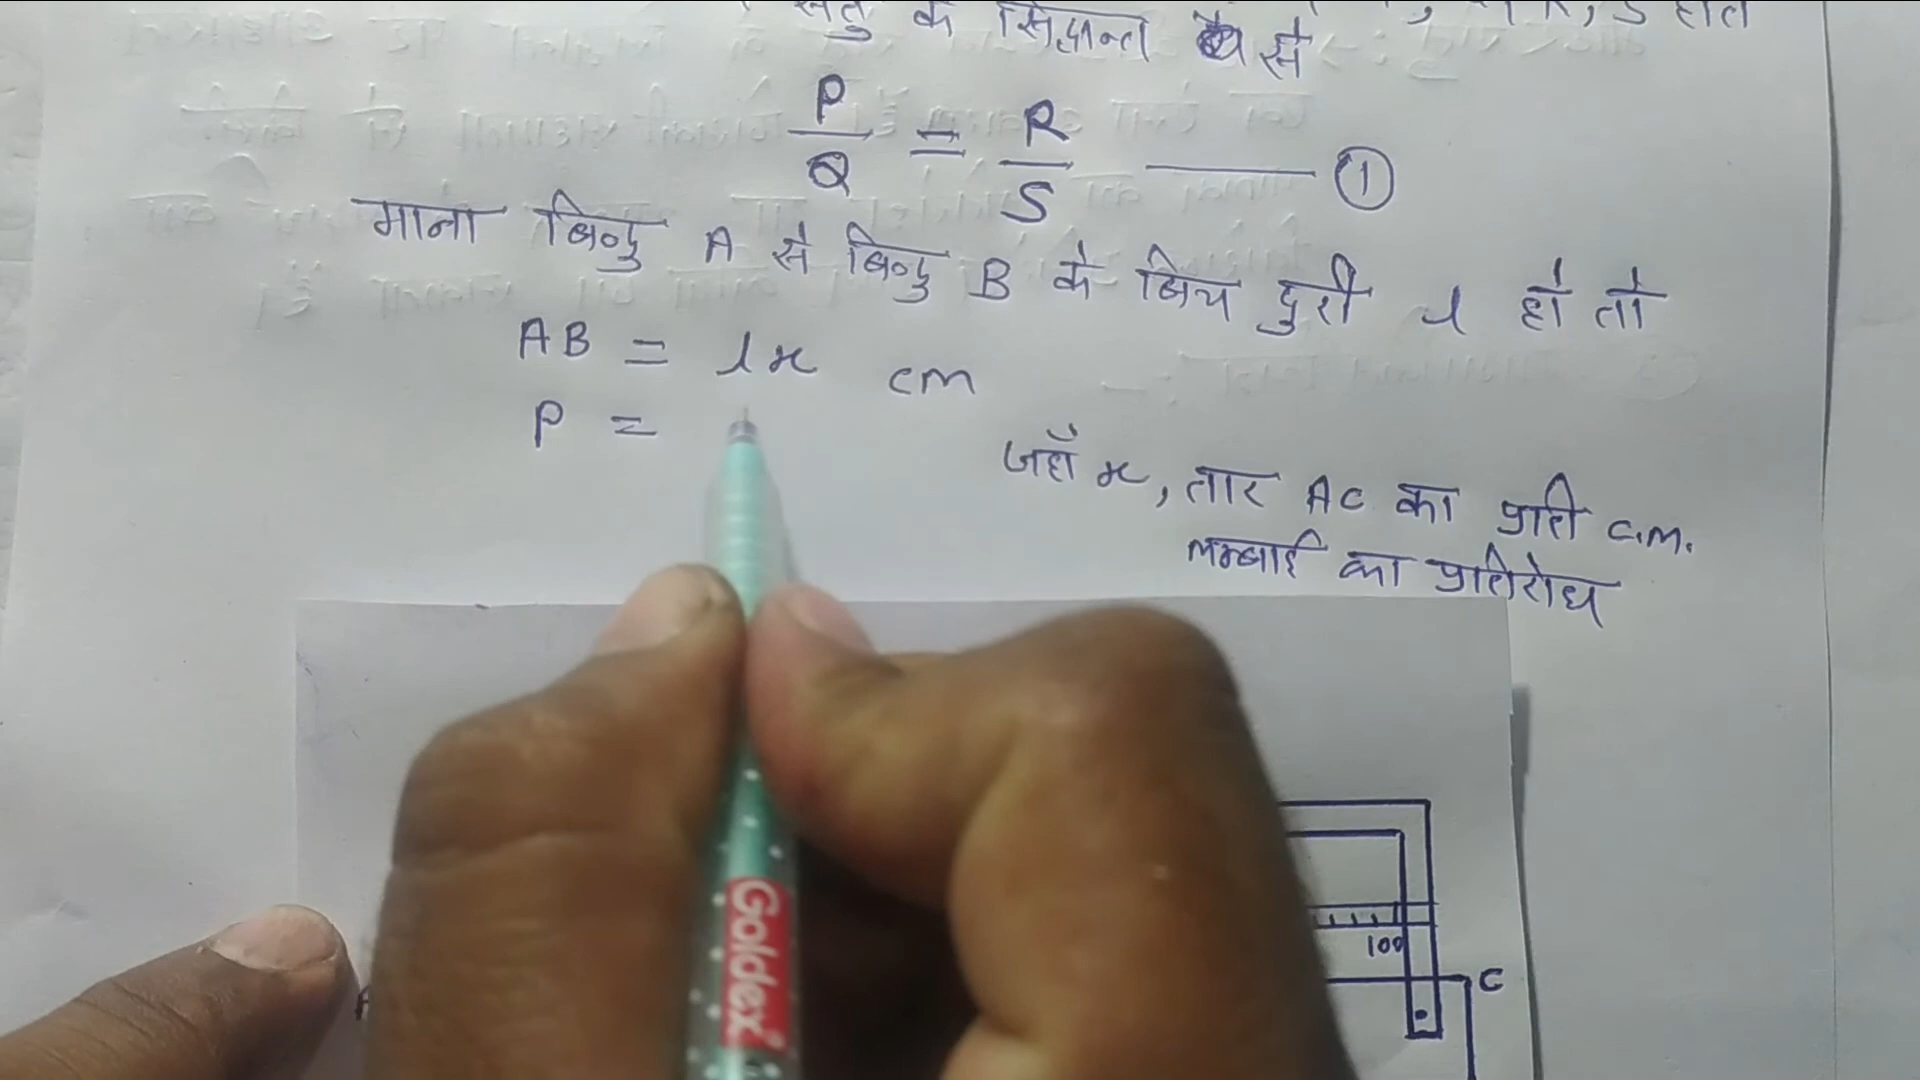 सेतु के सिद्धान्त से
P/Q = R/S ——— ①
माना बिन्दु A से बिन्दु B के बिच दुरी l हो तो
AB = lx cm
P =
जहाँ x, तार AC का प्रति c.m.
लम्बाई का प्रतिरोध
100
C
Goldex